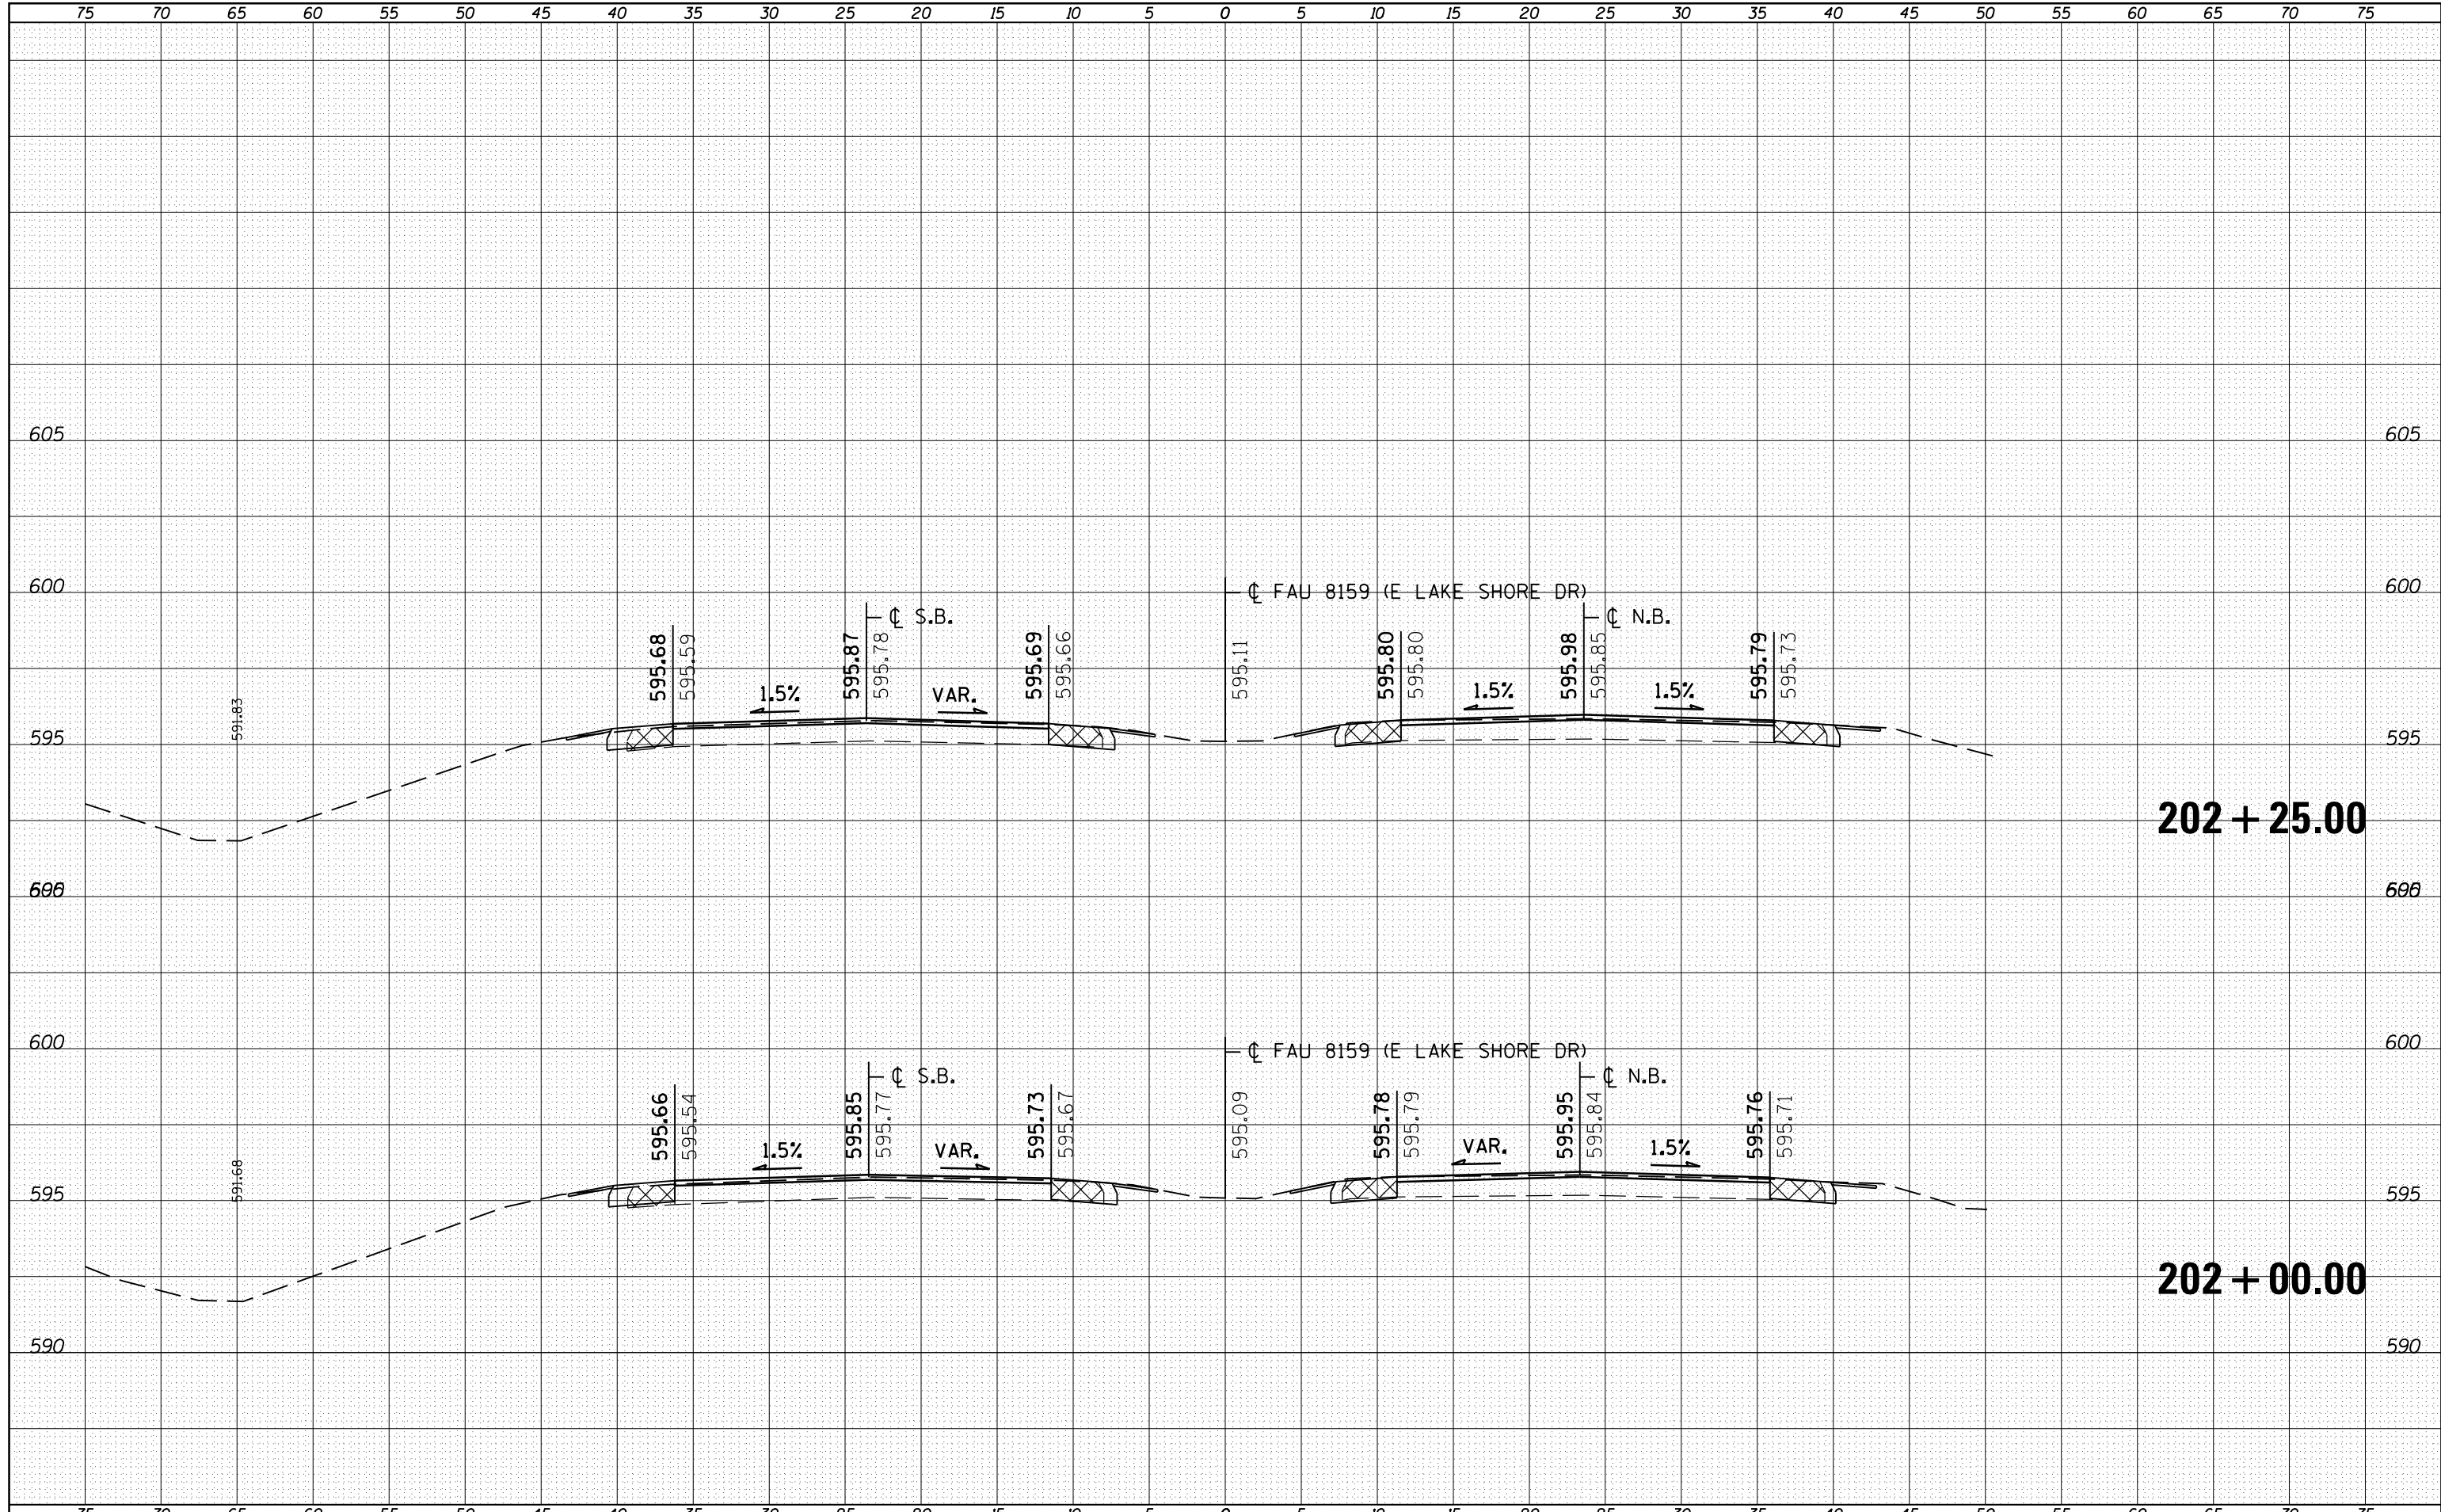 75 70 65 60 55 50 45 40 35 30 25 20 15 10 5 0 5 10 15 20 25 30 35 40 45 50 55 60 65 70 75
605 605
600 ℄ FAU 8159 (E LAKE SHORE DR) 600
℄ S.B. ℄ N.B.
595.68 595.59 595.87 595.78 595.69 595.66 595.11 595.80 595.80 595.98 595.85 595.79 595.73
591.83 1.5% VAR. 1.5% 1.5%
595 595
202 + 25.00
600 ℄ FAU 8159 (E LAKE SHORE DR) 600
℄ S.B. ℄ N.B.
595.66 595.54 595.85 595.77 595.73 595.67 595.09 595.78 595.79 595.95 595.84 595.76 595.71
591.68 1.5% VAR. VAR. 1.5%
595 595
202 + 00.00
590 590